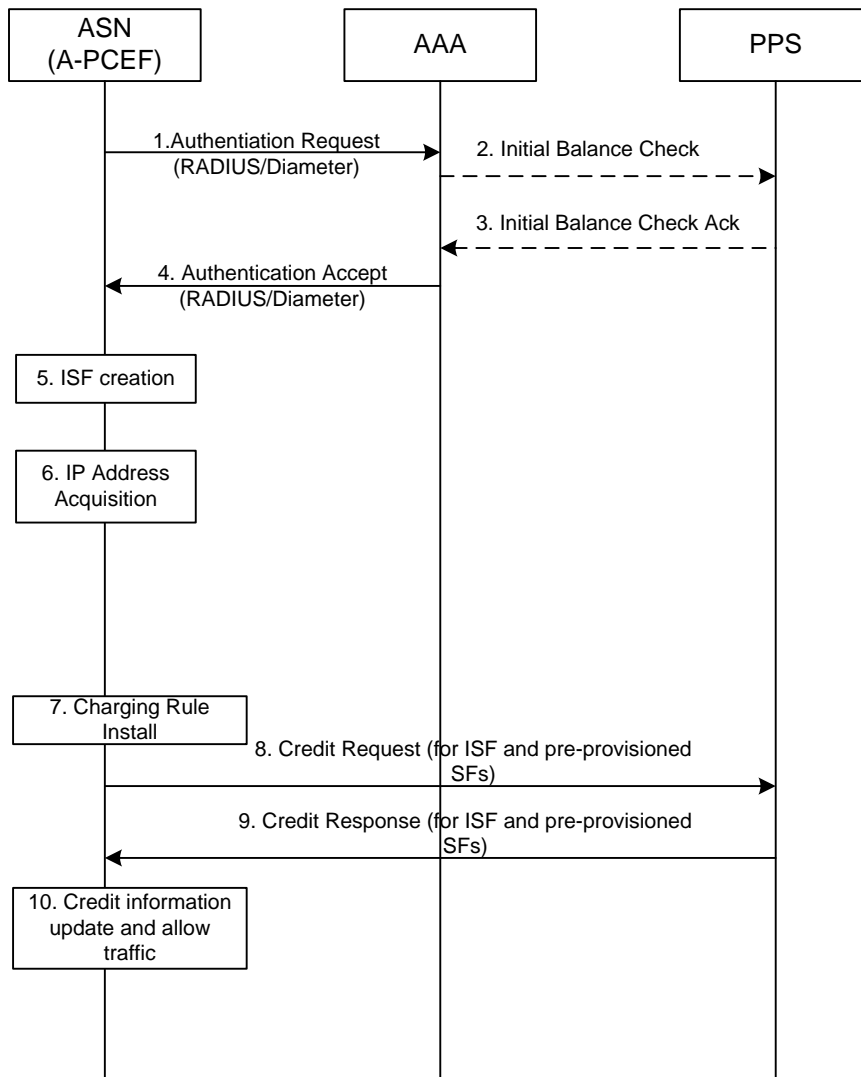 ASN
(A-PCEF)
AAA
PPS
1.Authentiation Request
(RADIUS/Diameter)
2. Initial Balance Check
3. Initial Balance Check Ack
4. Authentication Accept
(RADIUS/Diameter)
5. ISF creation
6. IP Address
Acquisition
7. Charging Rule
Install
8. Credit Request (for ISF and pre-provisioned
SFs)
9. Credit Response (for ISF and pre-provisioned
SFs)
10. Credit information
update and allow
traffic